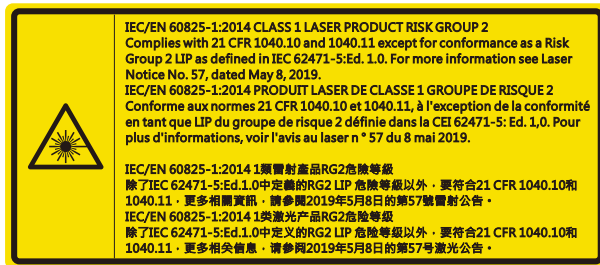 IEC/EN 60825-1:2014 CLASS 1 LASER PRODUCT RISK GROUP 2
Complies with 21 CFR 1040.10 and 1040.11 except for conformance as a Risk
Group 2 LIP as defined in IEC 62471-5:Ed. 1.0. For more information see Laser
Notice No. 57, dated May 8, 2019.
IEC/EN 60825-1:2014 PRODUIT LASER DE CLASSE 1 GROUPE DE RISQUE 2
Conforme aux normes 21 CFR 1040.10 et 1040.11, à l'exception de la conformité
en tant que LIP du groupe de risque 2 définie dans la CEI 62471-5: Ed. 1,0. Pour
plus d'informations, voir l'avis au laser n ° 57 du 8 mai 2019.
IEC/EN 60825-1:2014 1類雷射產品RG2危險等級
除了IEC 62471-5:Ed.1.0中定義的RG2 LIP 危險等級以外，要符合21 CFR 1040.10和
1040.11，更多相關資訊，請參閱2019年5月8日的第57號雷射公告。
IEC/EN 60825-1:2014 1类激光产品RG2危险等级
除了IEC 62471-5:Ed.1.0中定义的RG2 LIP 危险等级以外，要符合21 CFR 1040.10和
1040.11，更多相关信息，请参阅2019年5月8日的第57号激光公告。